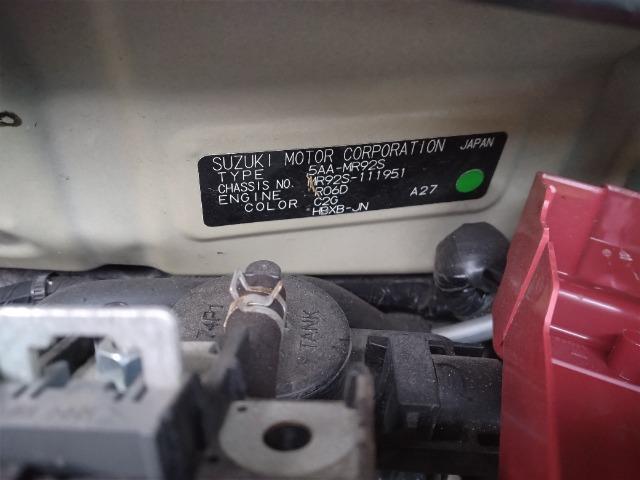 SUZUKI MOTOR CORPORATION JAPAN
TYPE 5AA-MR92S
CHASSIS NO. MR92S-111951
ENGINE R06D A27
COLOR C2G
HBXB-JN
74P1
S TANK